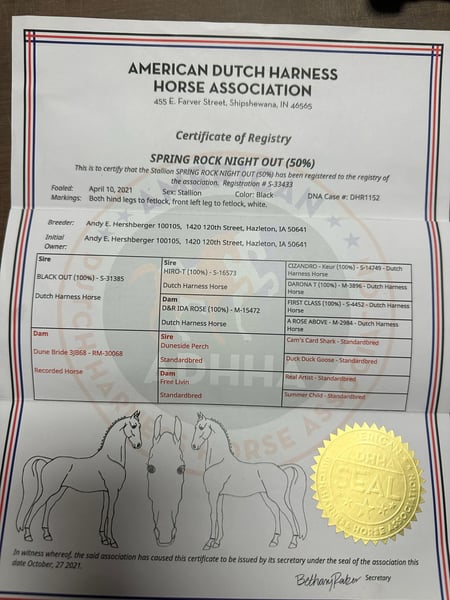 AMERICAN DUTCH HARNESS
HORSE ASSOCIATION
455 E. Farver Street, Shipshewana, IN 46565
Certificate of Registry
SPRING ROCK NIGHT OUT (50%)
This is to certify that the Stallion SPRING ROCK NIGHT OUT (50%) has been registered to the registry of
the association. Registration # S-33433
Foaled: April 10, 2021 Sex: Stallion Color: Black DNA Case #: DHR1152
Markings: Both hind legs to fetlock, front left leg to fetlock, white.
Breeder: Andy E. Hershberger 100105, 1420 120th Street, Hazleton, IA 50641
Initial Owner: Andy E. Hershberger 100105, 1420 120th Street, Hazleton, IA 50641
Sire
BLACK OUT (100%) - S-31385
Dutch Harness Horse
Sire
HIRO-T (100%) - S-16573
Dutch Harness Horse
Dam
D&R IDA ROSE (100%) - M-15472
Dutch Harness Horse
CIZANDRO - Keur (100%) - S-14749 - Dutch
Harness Horse
DARONA T (100%) - M-3896 - Dutch Harness
Horse
FIRST CLASS (100%) - S-4452 - Dutch Harness
Horse
A ROSE ABOVE - M-2984 - Dutch Harness
Horse
Dam
Dune Bride 3JB68 - RM-30068
Recorded Horse
Sire
Duneside Perch
Standardbred
Dam
Free Livin
Standardbred
Cam's Card Shark - Standardbred
Duck Duck Goose - Standardbred
Real Artist - Standardbred
Summer Child - Standardbred
ADHHA
SEAL
In witness whereof, the said association has caused this certificate to be issued by its secretary under the seal of the association this
date October, 27 2021.
Secretary